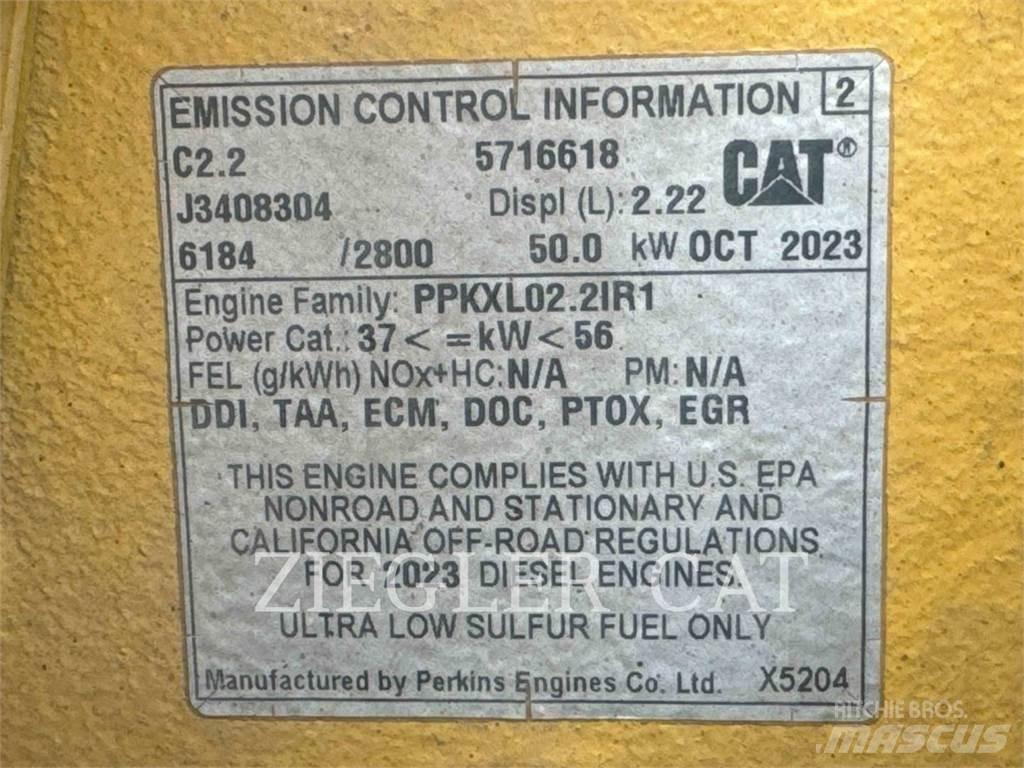 EMISSION CONTROL INFORMATION 2
C2.2 5716618 CAT®
J3408304 Displ (L): 2.22
6184 /2800 50.0 kW OCT 2023
Engine Family: PPKXL02.2IR1
Power Cat.: 37 < = kW < 56
FEL (g/kWh) NOx+HC: N/A PM: N/A
DDI, TAA, ECM, DOC, PTOX, EGR
THIS ENGINE COMPLIES WITH U.S. EPA
NONROAD AND STATIONARY AND
CALIFORNIA OFF-ROAD REGULATIONS
FOR 2023 DIESEL ENGINES.
ZIEGLER CAT
ULTRA LOW SULFUR FUEL ONLY
Manufactured by Perkins Engines Co. Ltd. X5204
RITCHIE BROS.
MASCUS